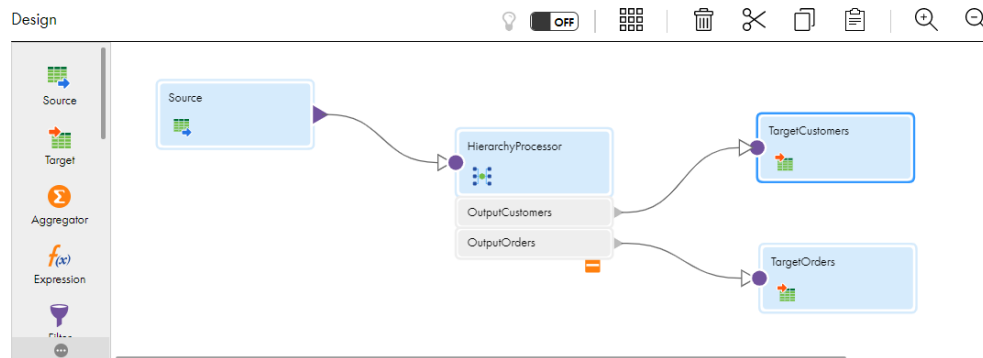 Design
OFF
Source
Target
Aggregator
f(x)
Expression
Source
HierarchyProcessor
OutputCustomers
OutputOrders
TargetCustomers
TargetOrders